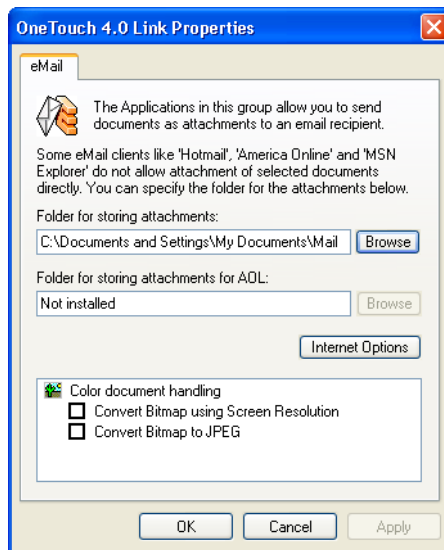 OneTouch 4.0 Link Properties
eMail
The Applications in this group allow you to send
documents as attachments to an email recipient.
Some eMail clients like 'Hotmail', 'America Online' and 'MSN
Explorer' do not allow attachment of selected documents
directly. You can specify the folder for the attachments below.
Folder for storing attachments:
C:\Documents and Settings\My Documents\Mail Browse
Folder for storing attachments for AOL:
Not installed Browse
Internet Options
Color document handling
Convert Bitmap using Screen Resolution
Convert Bitmap to JPEG
OK Cancel Apply